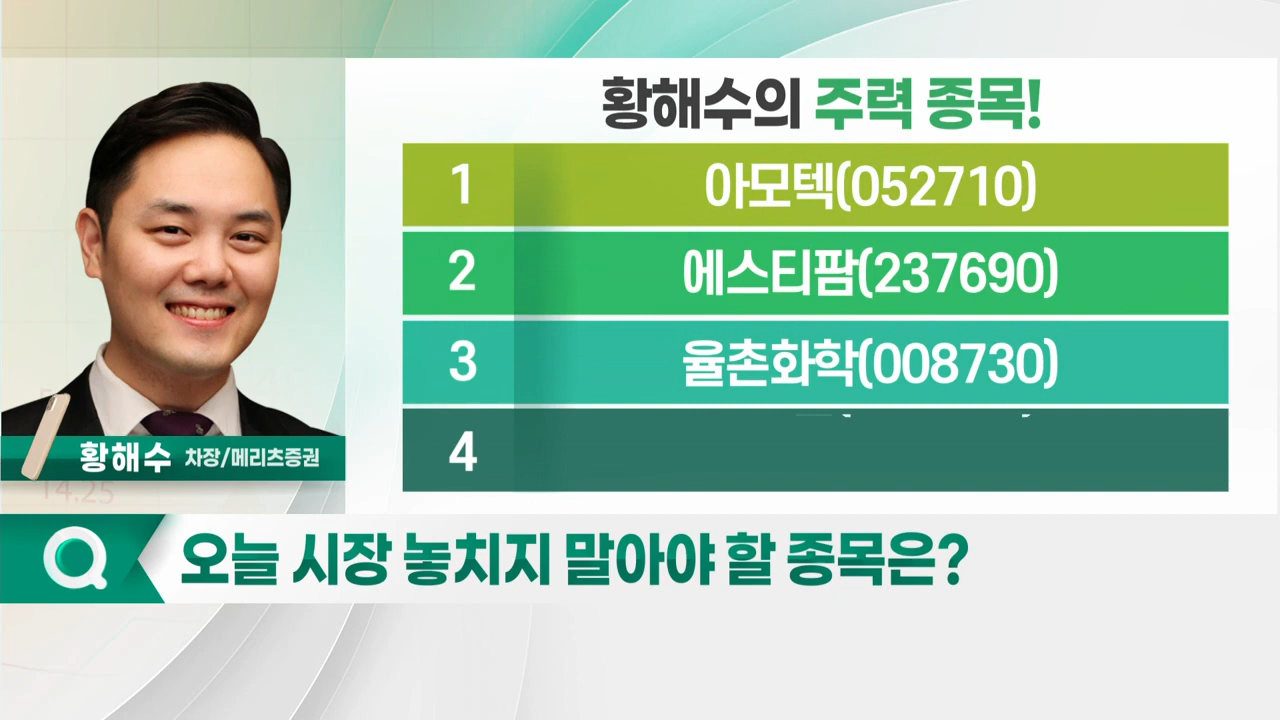 황해수의 주력 종목!
1 아모텍(052710)
2 에스티팜(237690)
3 율촌화학(008730)
4
황해수 차장/메리츠증권
14.25
Q 오늘 시장 놓치지 말아야 할 종목은?